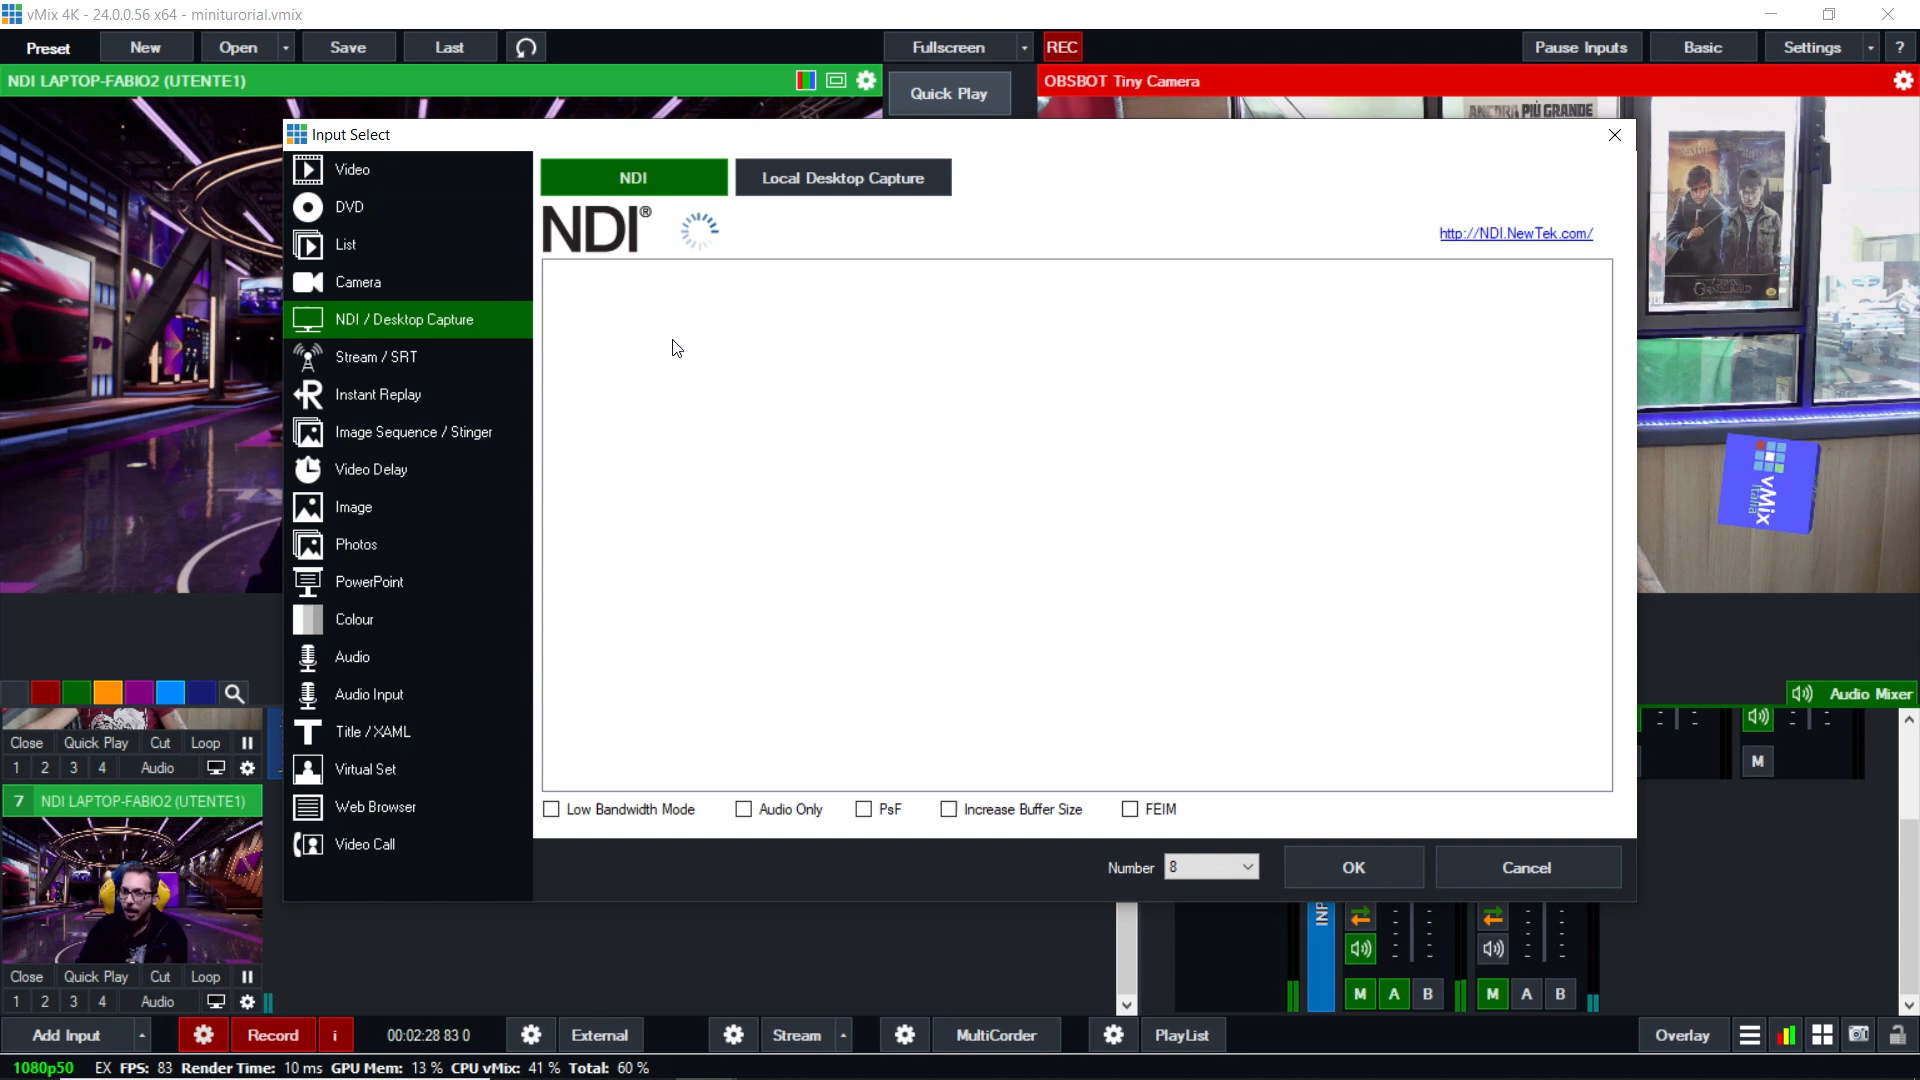 vMix 4K - 24.0.0.56 x64 - miniturorial.vmix
Preset New Open Save Last Fullscreen REC Pause Inputs Basic Settings ?
NDI LAPTOP-FABIO2 (UTENTE1)
Quick Play
OBSBOT Tiny Camera
ANCORA PIÙ GRANDE
Input Select
Video
DVD
List
Camera
NDI / Desktop Capture
Stream / SRT
Instant Replay
Image Sequence / Stinger
Video Delay
Image
Photos
PowerPoint
Colour
Audio
Audio Input
Title / XAML
Virtual Set
Web Browser
Video Call
NDI Local Desktop Capture
NDI®
http://NDI.NewTek.com/
Low Bandwidth Mode Audio Only PsF Increase Buffer Size FEIM
Number 8 OK Cancel
vMix
Italia
Audio Mixer
Close Quick Play Cut Loop
1 2 3 4 Audio
7 NDI LAPTOP-FABIO2 (UTENTE1)
Close Quick Play Cut Loop
1 2 3 4 Audio
M
INP
M A B M A B
Add Input Record i 00:02:28 83 0 External Stream MultiCorder PlayList Overlay
1080p50 EX FPS: 83 Render Time: 10 ms GPU Mem: 13 % CPU vMix: 41 % Total: 60 %